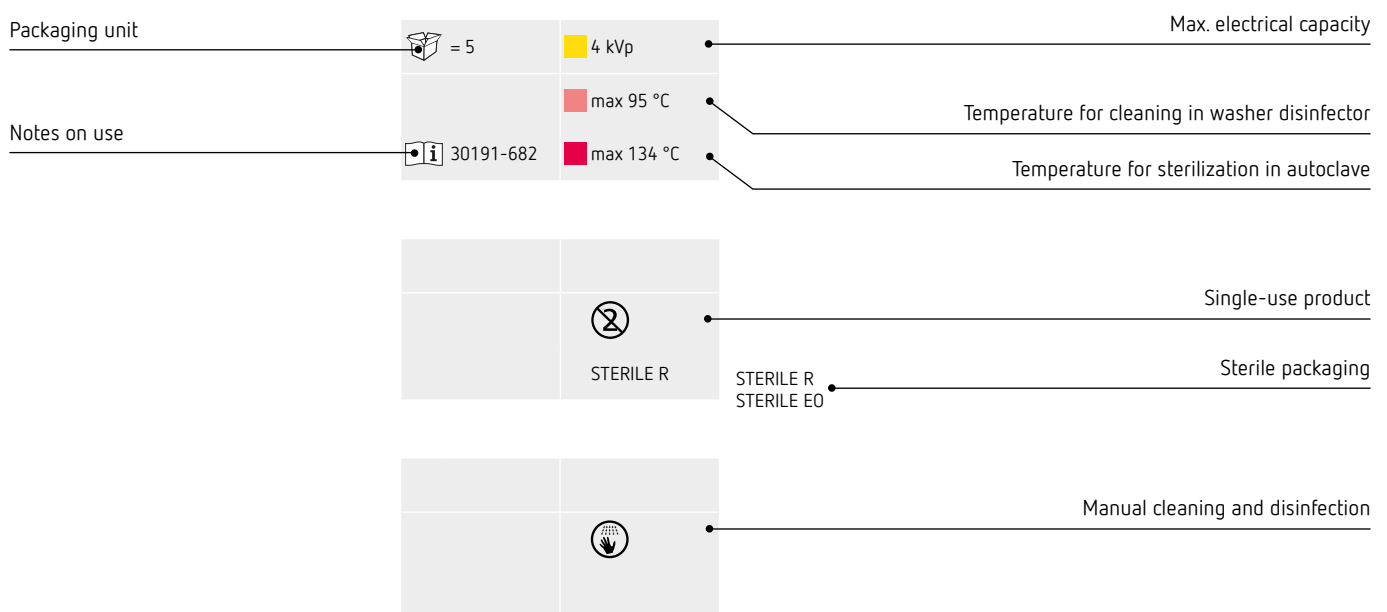 Packaging unit
= 5
4 kVp
Max. electrical capacity
max 95 °C
Temperature for cleaning in washer disinfector
Notes on use
i 30191-682
max 134 °C
Temperature for sterilization in autoclave
2
Single-use product
STERILE R
STERILE R
STERILE EO
Sterile packaging
Manual cleaning and disinfection